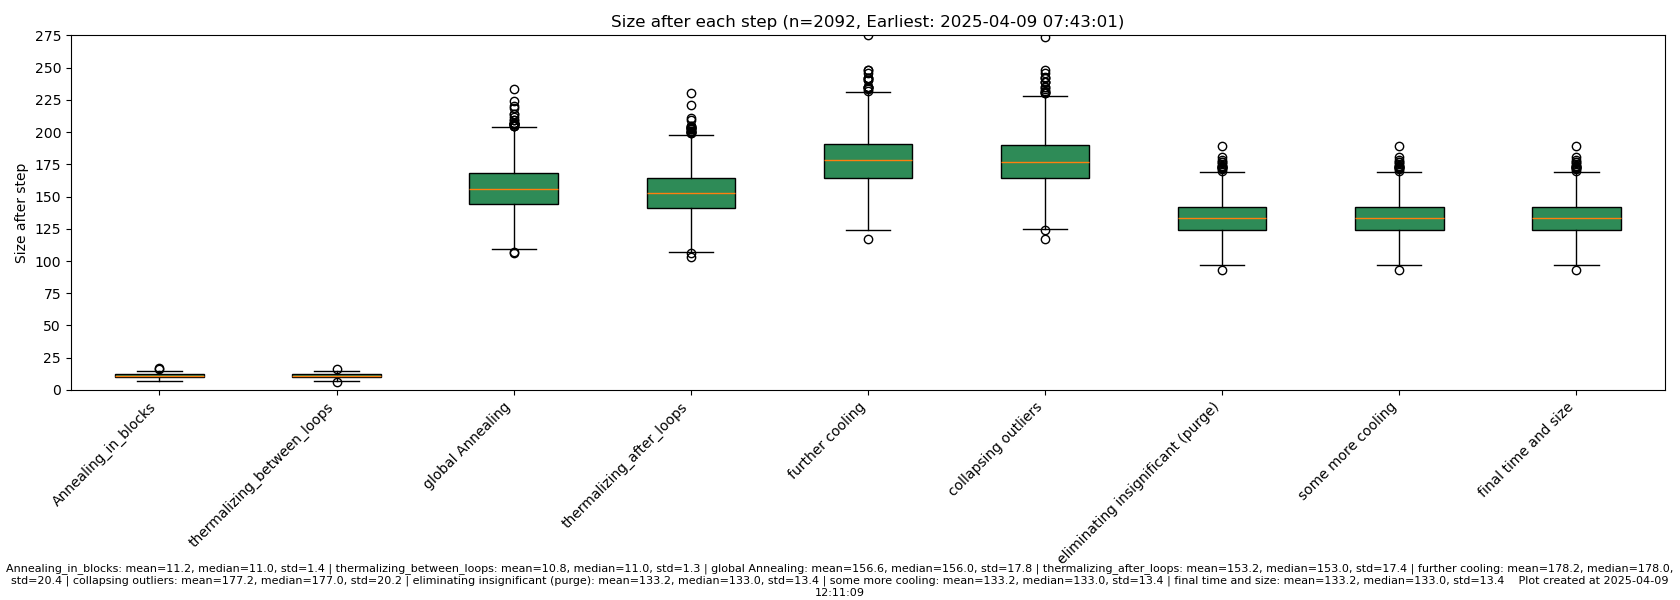 Size after each step (n=2092, Earliest: 2025-04-09 07:43:01)
275
250
225
200
175
150
125
100
75
50
25
0
Size after step
Annealing_in_blocks
thermalizing_between_loops
global Annealing
thermalizing_after_loops
further cooling
collapsing outliers
eliminating insignificant (purge)
some more cooling
final time and size
Annealing_in_blocks: mean=11.2, median=11.0, std=1.4 | thermalizing_between_loops: mean=10.8, median=11.0, std=1.3 | global Annealing: mean=156.6, median=156.0, std=17.8 | thermalizing_after_loops: mean=153.2, median=153.0, std=17.4 | further cooling: mean=178.2, median=178.0,
std=20.4 | collapsing outliers: mean=177.2, median=177.0, std=20.2 | eliminating insignificant (purge): mean=133.2, median=133.0, std=13.4 | some more cooling: mean=133.2, median=133.0, std=13.4 | final time and size: mean=133.2, median=133.0, std=13.4    Plot created at 2025-04-09
12:11:09